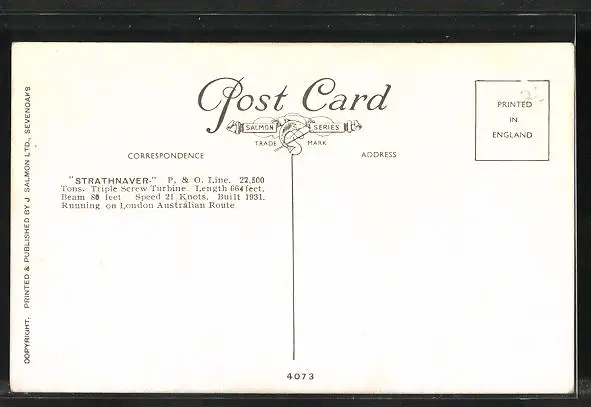 Post Card
SALMON SERIES
TRADE MARK
CORRESPONDENCE
ADDRESS
PRINTED
IN
ENGLAND
"STRATHNAVER." P. & O. Line. 22,500
Tons. Triple Screw Turbine. Length 664 feet,
Beam 80 feet Speed 21 Knots. Built 1931.
Running on London Australian Route
COPYRIGHT. PRINTED & PUBLISHED BY J SALMON LTD., SEVENOAKS
4073